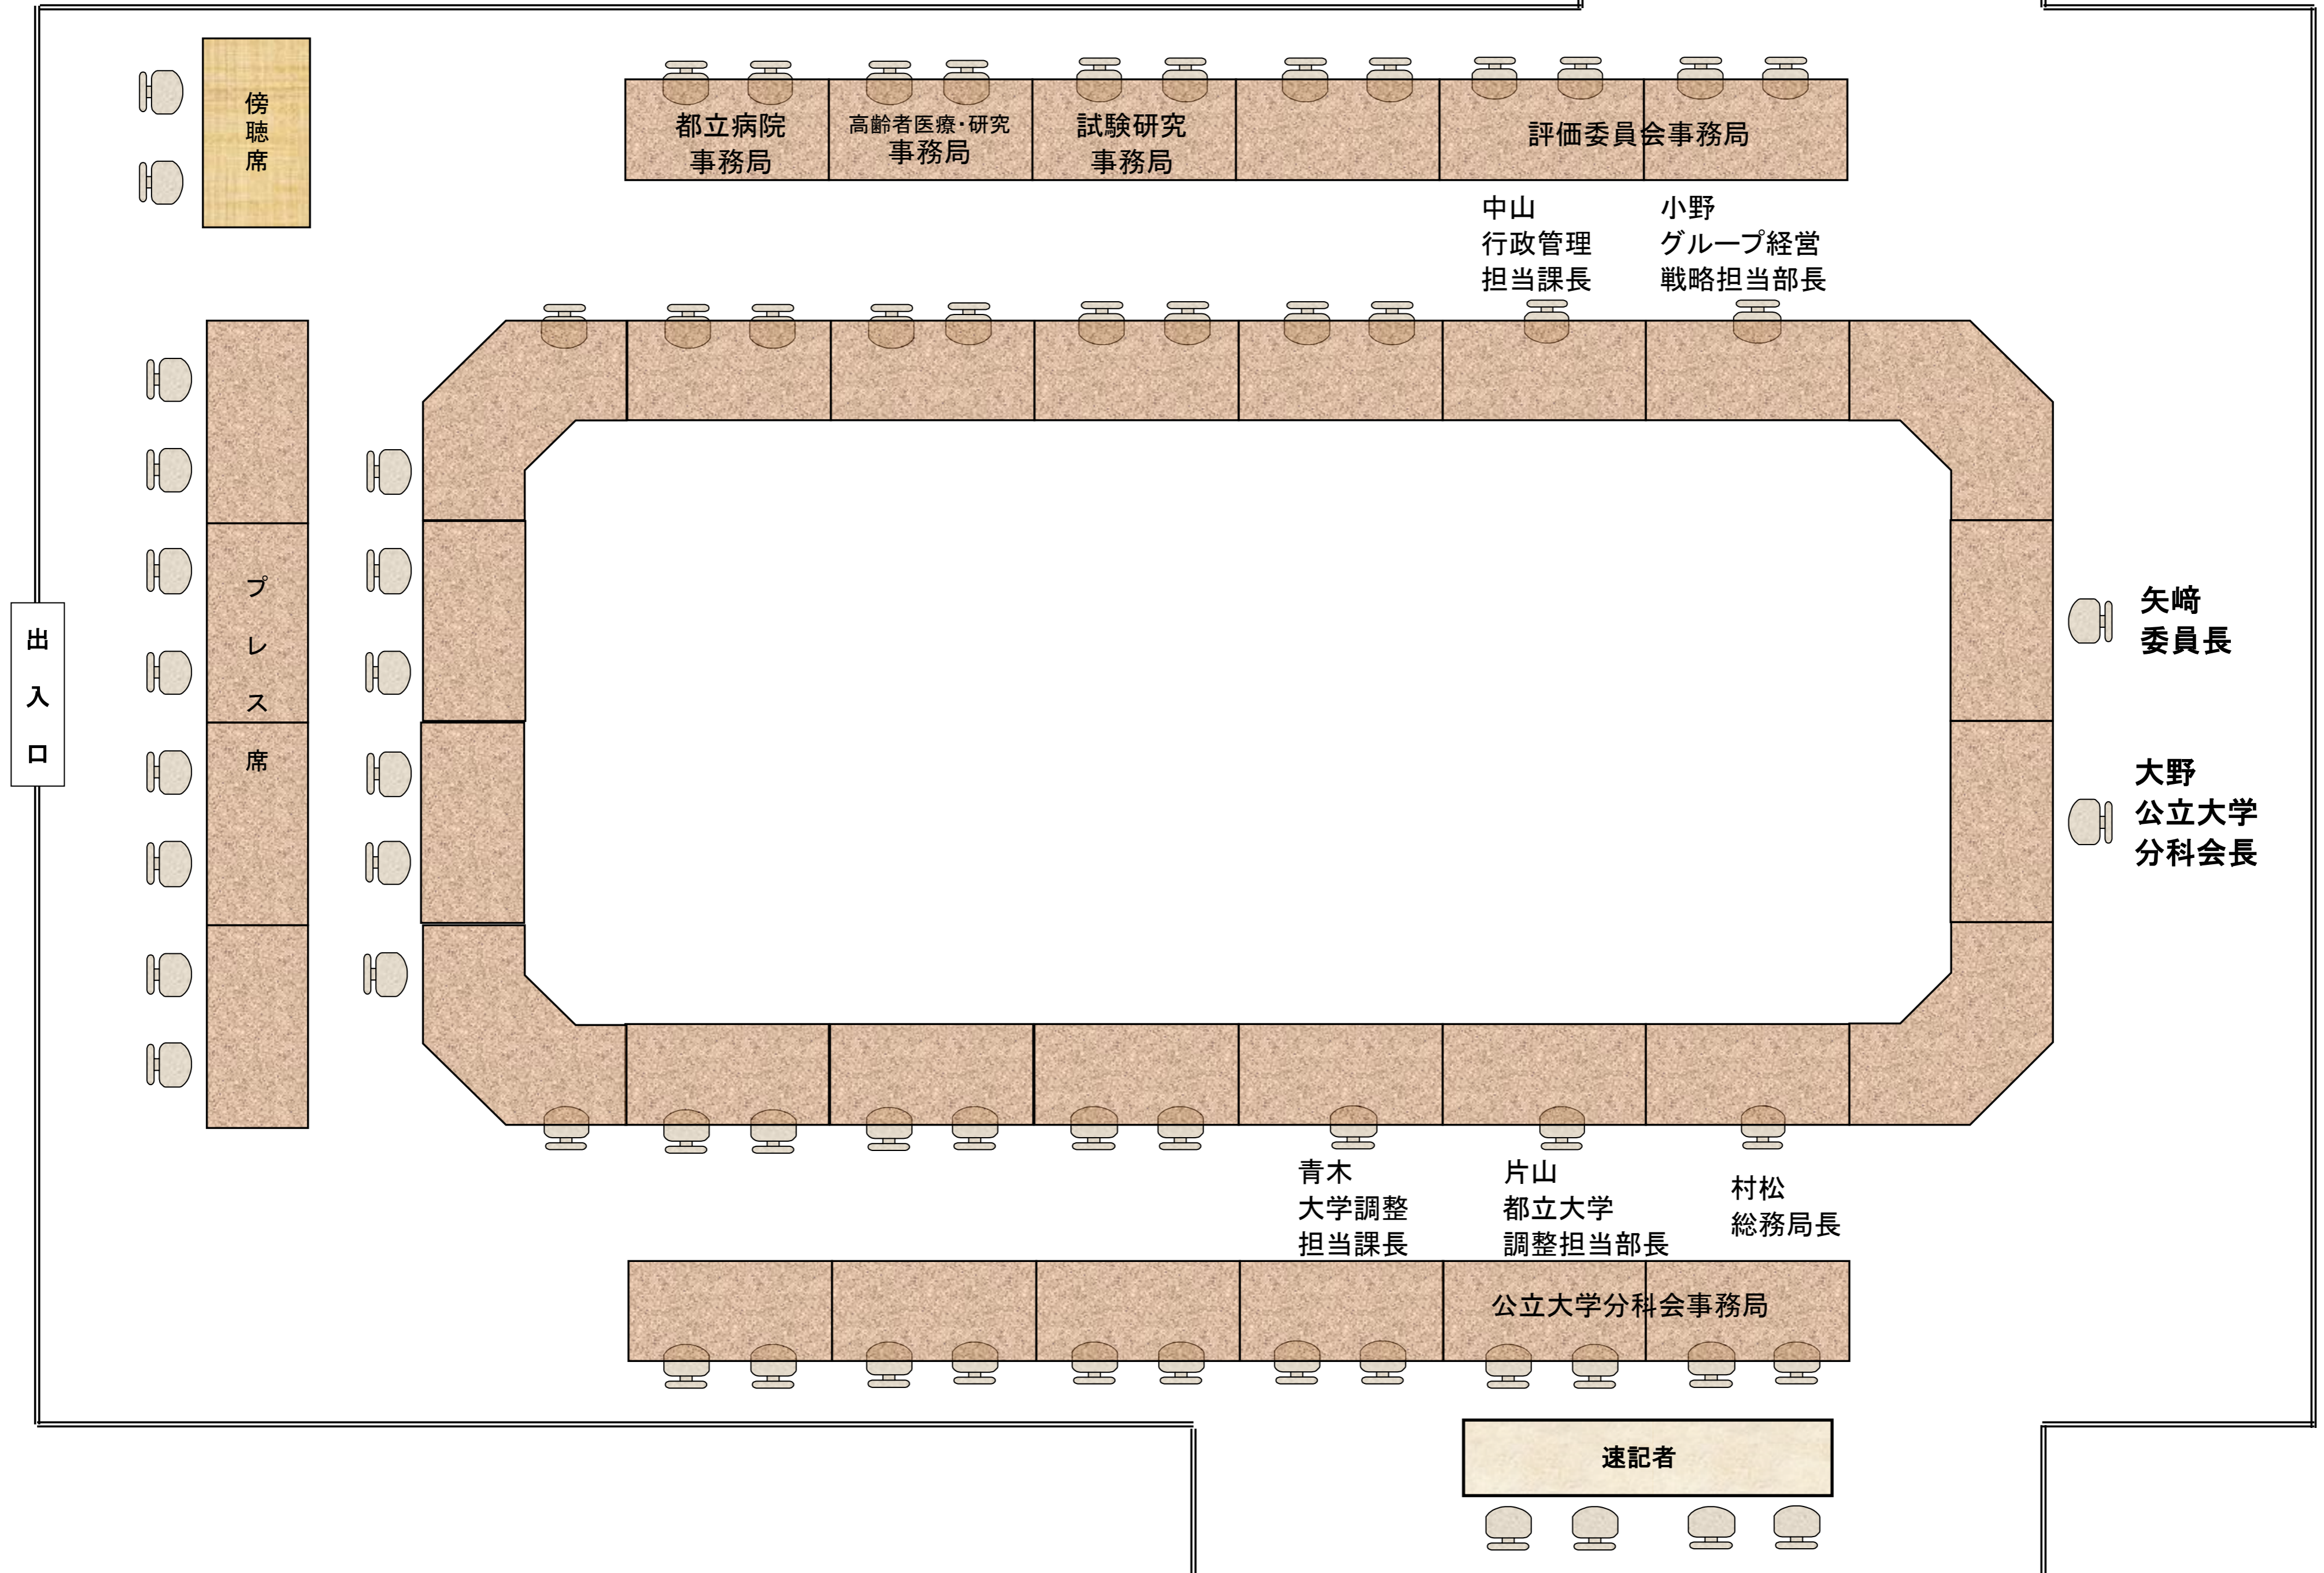 傍聴席
都立病院
事務局
高齢者医療・研究
事務局
試験研究
事務局
評価委員会事務局
中山
行政管理
担当課長
小野
グループ経営
戦略担当部長
プレス席
出入口
矢﨑
委員長
大野
公立大学
分科会長
青木
大学調整
担当課長
片山
都立大学
調整担当部長
村松
総務局長
公立大学分科会事務局
速記者